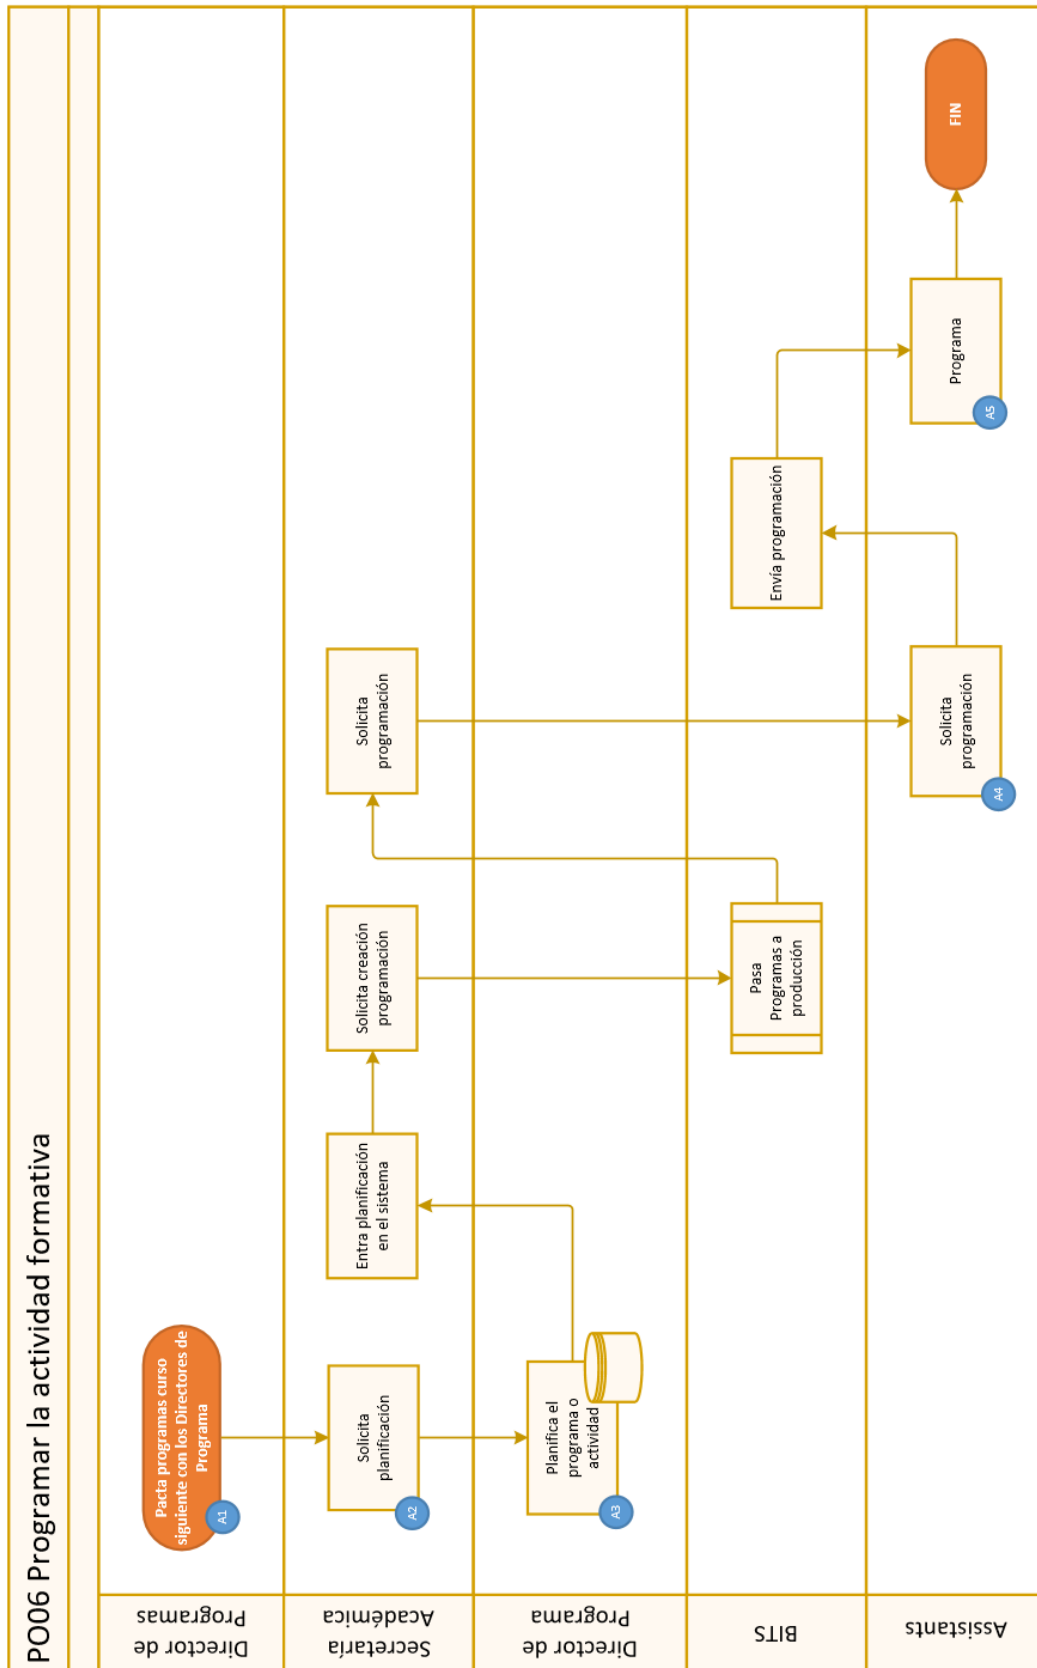 PO06 Programar la actividad formativa
Director de
Programas
Pacta programas curso
siguiente con los Directores de
Programa
A1
Secretaría
Académica
Solicita
planificación
A2
Entra planificación
en el sistema
Solicita creación
programación
Solicita
programación
Director de
Programa
Planifica el
programa o
actividad
A3
BITS
Pasa
Programas a
producción
Envía programación
Assistants
Solicita
programación
A4
Programa
A5
FIN